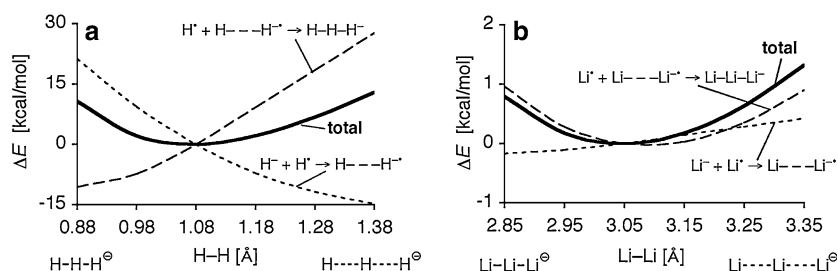 a
H• + H–––H–• → H–H–H–
total
H– + H• → H–––H–•
ΔE [kcal/mol]
30
15
0
-15
0.88 0.98 1.08 1.18 1.28 1.38
H–H [Å]
H-H-H⊖
H----H----H⊖
b
total
Li• + Li–––Li–• → Li–Li–Li–
Li– + Li• → Li–––Li–•
ΔE [kcal/mol]
2
1
0
-1
2.85 2.95 3.05 3.15 3.25 3.35
Li–Li [Å]
Li-Li-Li⊖
Li----Li----Li⊖